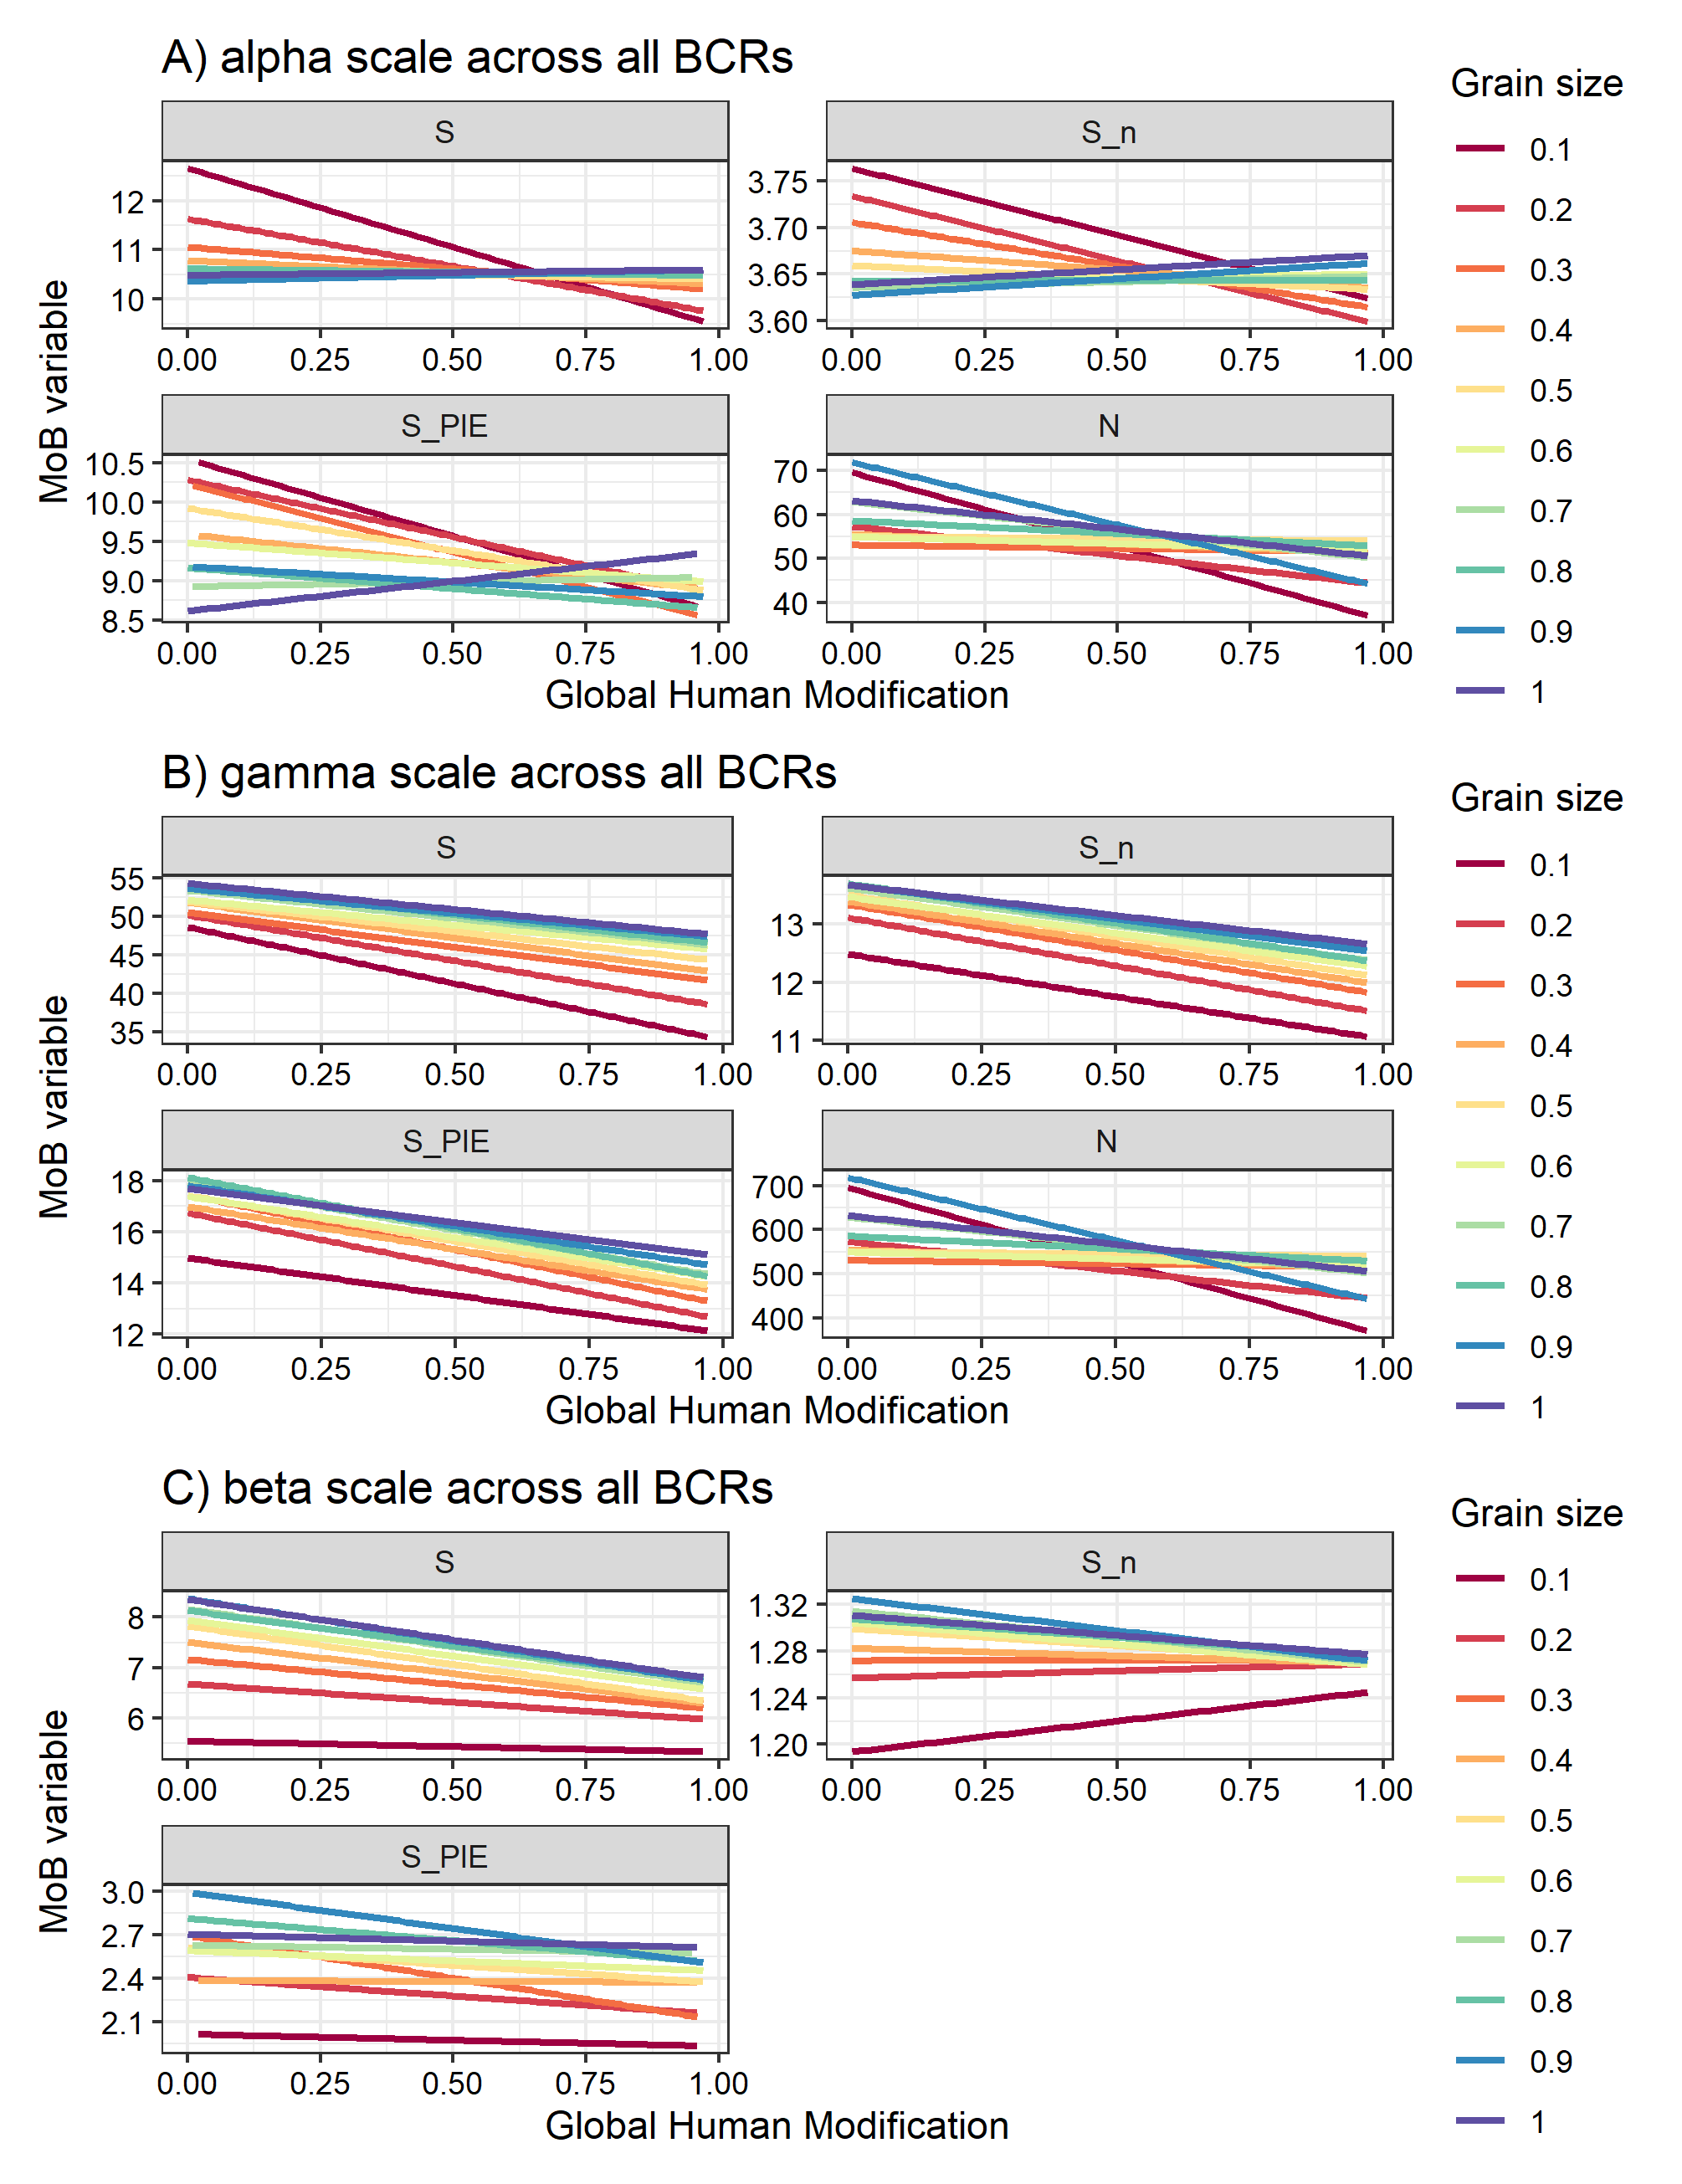 A) alpha scale across all BCRs
Grain size
S
S_n
12
11
10
3.75
3.70
3.65
3.60
0.00 0.25 0.50 0.75 1.00
0.00 0.25 0.50 0.75 1.00
S_PIE
N
10.5
10.0
9.5
9.0
8.5
70
60
50
40
0.00 0.25 0.50 0.75 1.00
0.00 0.25 0.50 0.75 1.00
MoB variable
Global Human Modification
0.1
0.2
0.3
0.4
0.5
0.6
0.7
0.8
0.9
1
B) gamma scale across all BCRs
Grain size
S
S_n
55
50
45
40
35
13
12
11
0.00 0.25 0.50 0.75 1.00
0.00 0.25 0.50 0.75 1.00
S_PIE
N
18
16
14
12
700
600
500
400
0.00 0.25 0.50 0.75 1.00
0.00 0.25 0.50 0.75 1.00
MoB variable
Global Human Modification
0.1
0.2
0.3
0.4
0.5
0.6
0.7
0.8
0.9
1
C) beta scale across all BCRs
Grain size
S
S_n
8
7
6
1.32
1.28
1.24
1.20
0.00 0.25 0.50 0.75 1.00
0.00 0.25 0.50 0.75 1.00
S_PIE
3.0
2.7
2.4
2.1
0.00 0.25 0.50 0.75 1.00
MoB variable
Global Human Modification
0.1
0.2
0.3
0.4
0.5
0.6
0.7
0.8
0.9
1